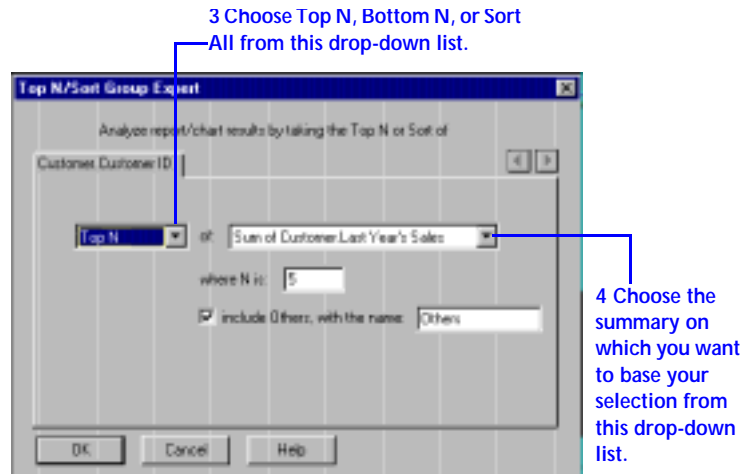 3 Choose Top N, Bottom N, or Sort
All from this drop-down list.
Top N/Sort Group Expert
Analyze report/chart results by taking the Top N or Sort of
Customer.Customer ID
Top N of: Sum of Customer.Last Year's Sales
where N is: 5
include Others, with the name: Others
4 Choose the
summary on
which you want
to base your
selection from
this drop-down
list.
OK Cancel Help